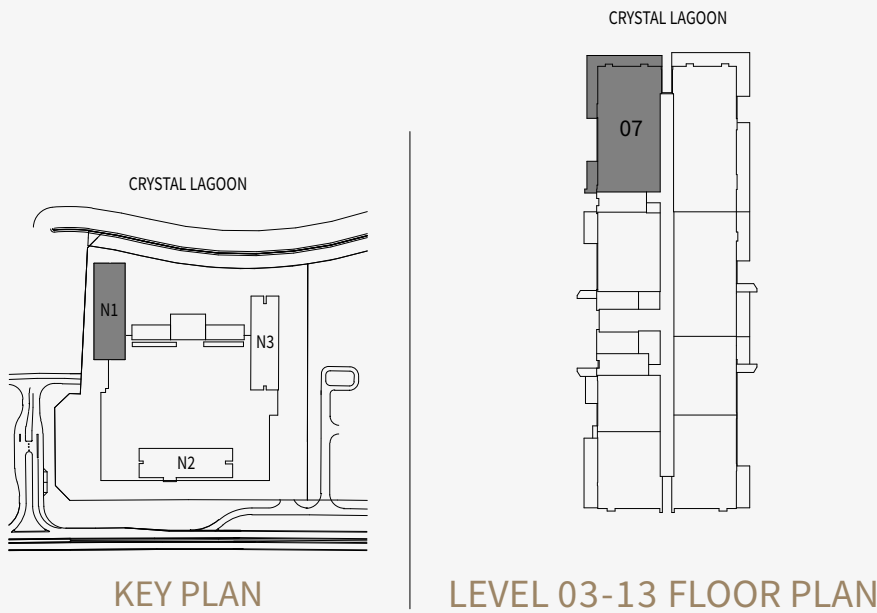 CRYSTAL LAGOON
N1
N3
N2
KEY PLAN
CRYSTAL LAGOON
07
LEVEL 03-13 FLOOR PLAN